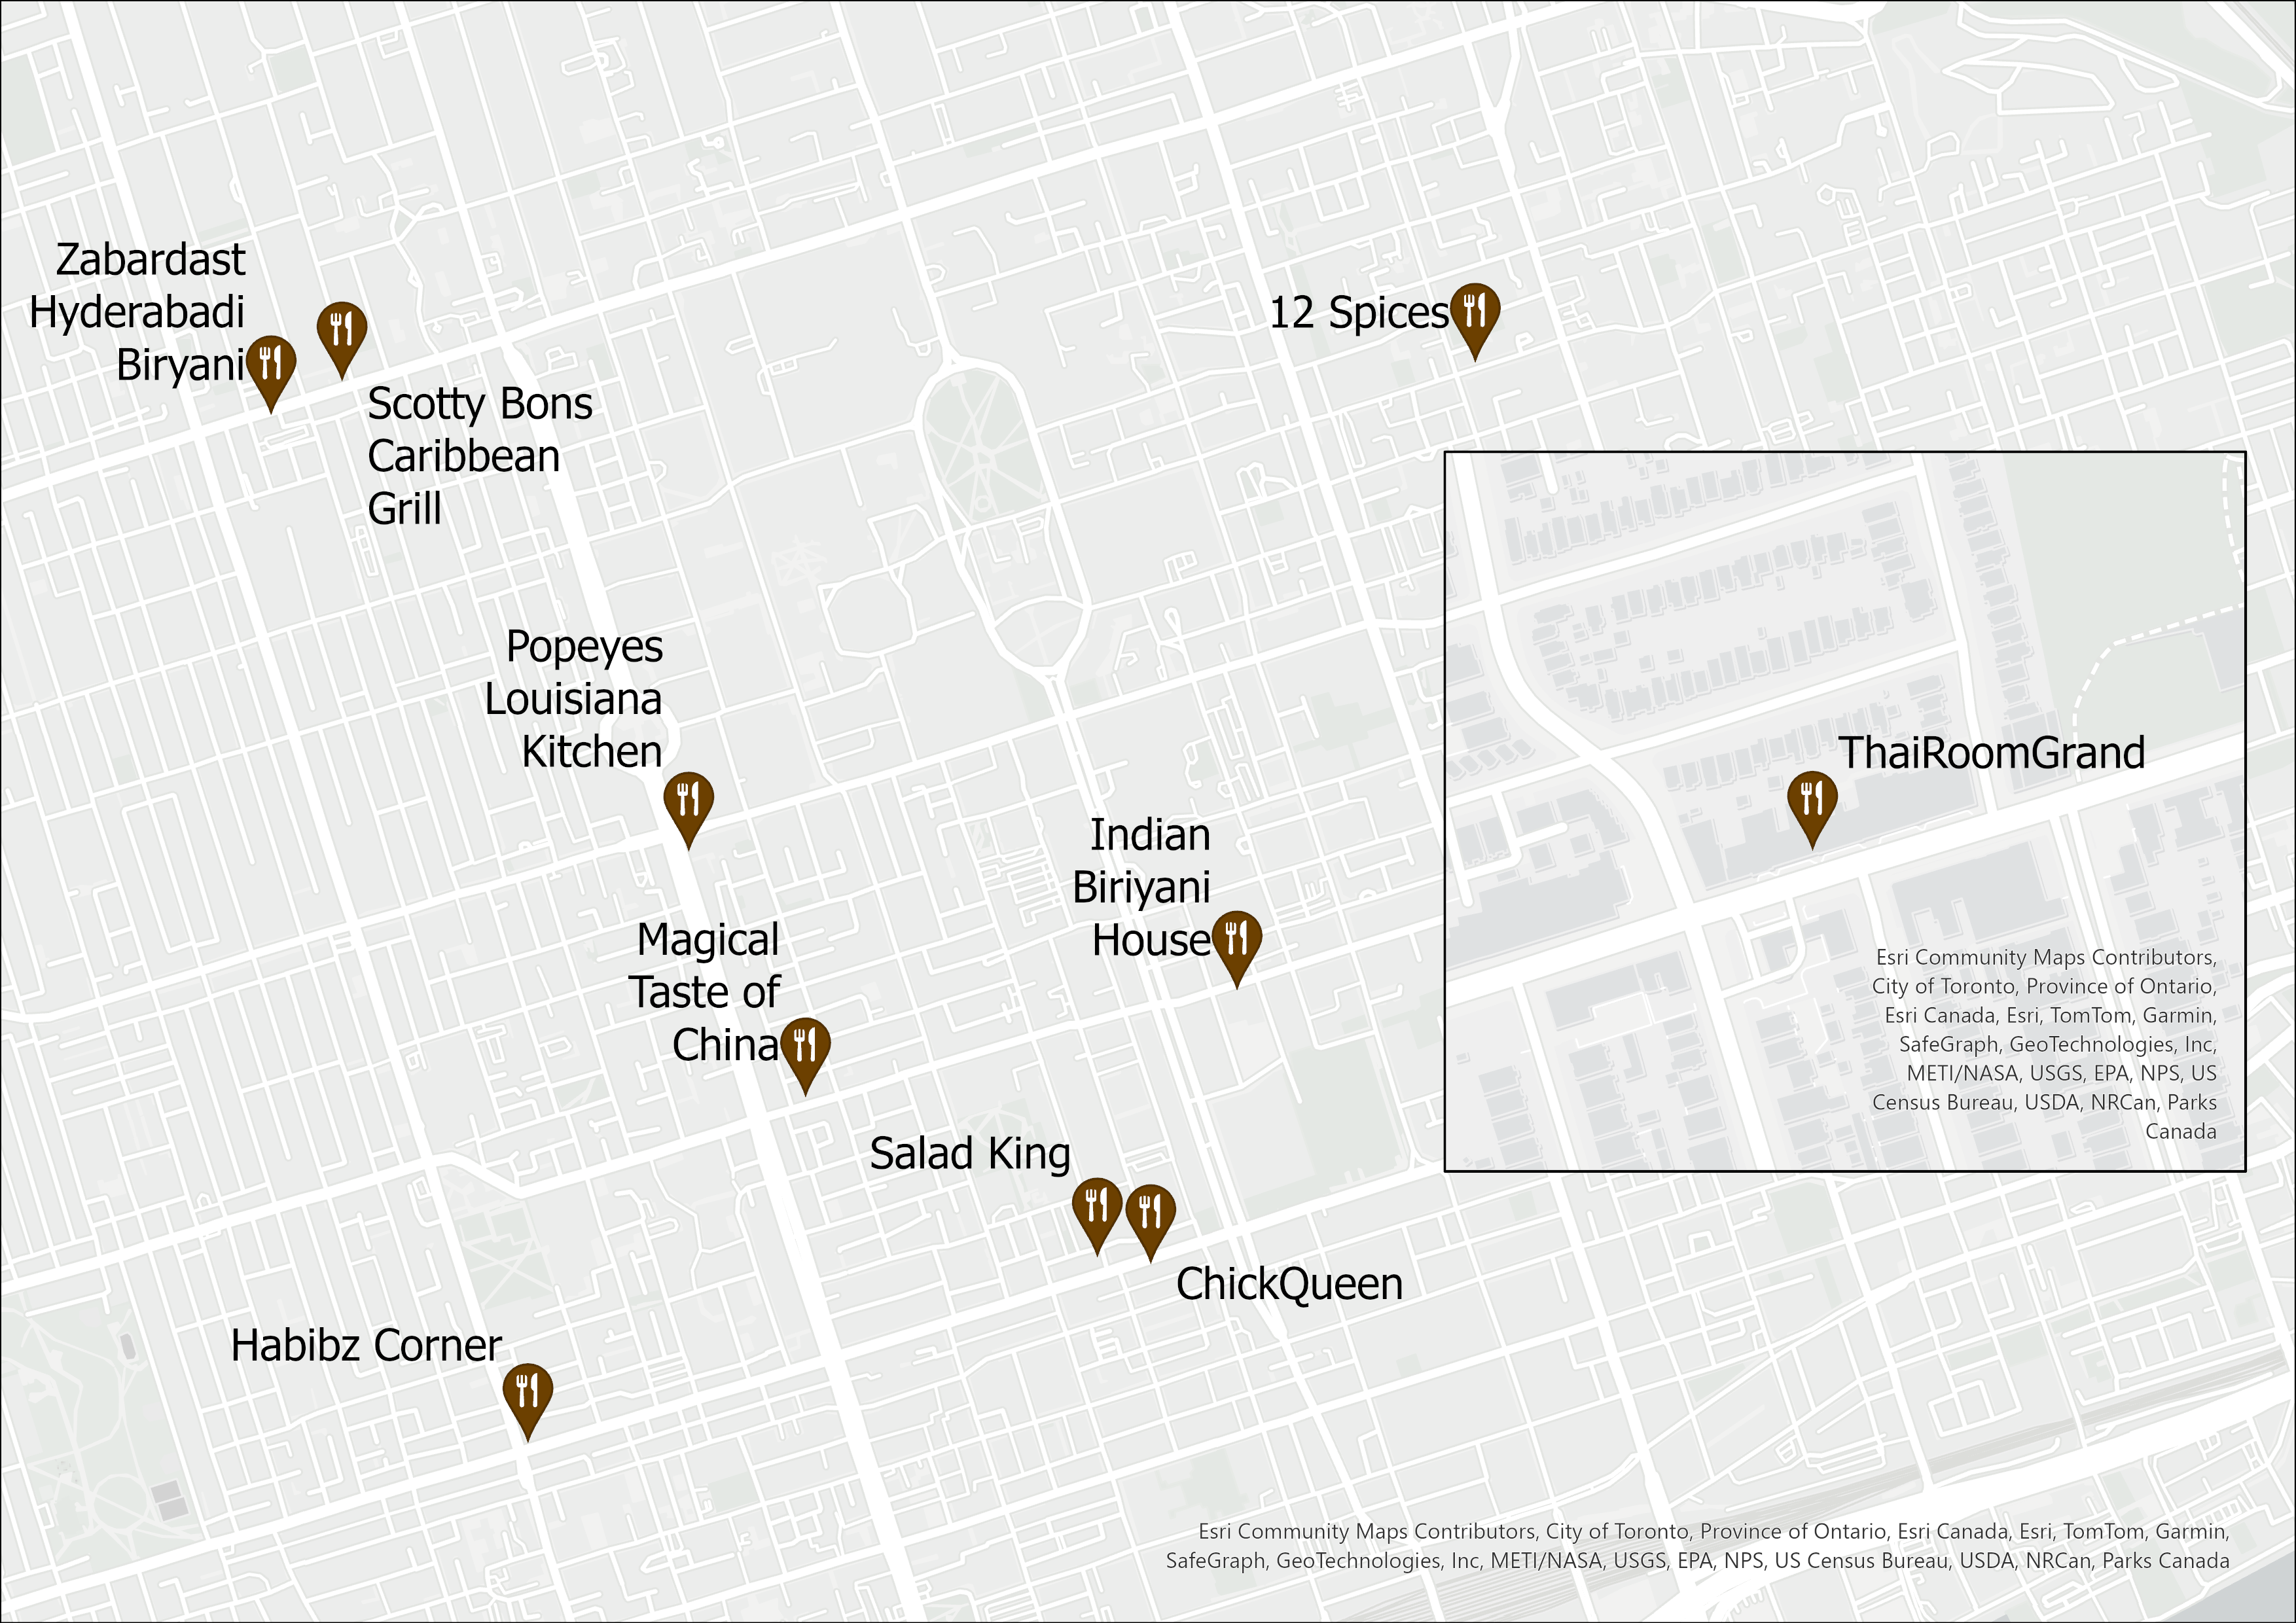 Zabardast
Hyderabadi
Biryani
12 Spices
Scotty Bons
Caribbean
Grill
Popeyes
Louisiana
Kitchen
ThaiRoomGrand
Indian
Biriyani
House
Magical
Taste of
China
Esri Community Maps Contributors,
City of Toronto, Province of Ontario,
Esri Canada, Esri, TomTom, Garmin,
SafeGraph, GeoTechnologies, Inc,
METI/NASA, USGS, EPA, NPS, US
Census Bureau, USDA, NRCan, Parks
Canada
Salad King
ChickQueen
Habibz Corner
Esri Community Maps Contributors, City of Toronto, Province of Ontario, Esri Canada, Esri, TomTom, Garmin,
SafeGraph, GeoTechnologies, Inc, METI/NASA, USGS, EPA, NPS, US Census Bureau, USDA, NRCan, Parks Canada